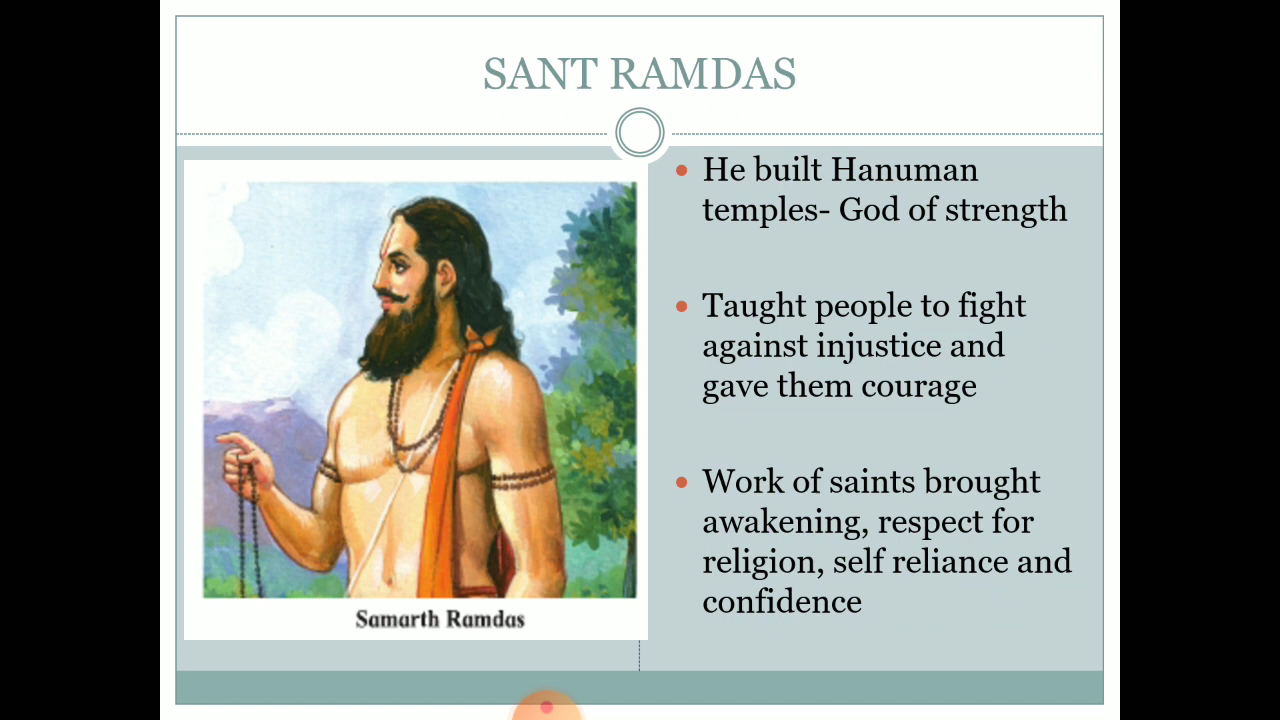 SANT RAMDAS
He built Hanuman
temples- God of strength
Taught people to fight
against injustice and
gave them courage
Work of saints brought
awakening, respect for
religion, self reliance and
confidence
Samarth Ramdas